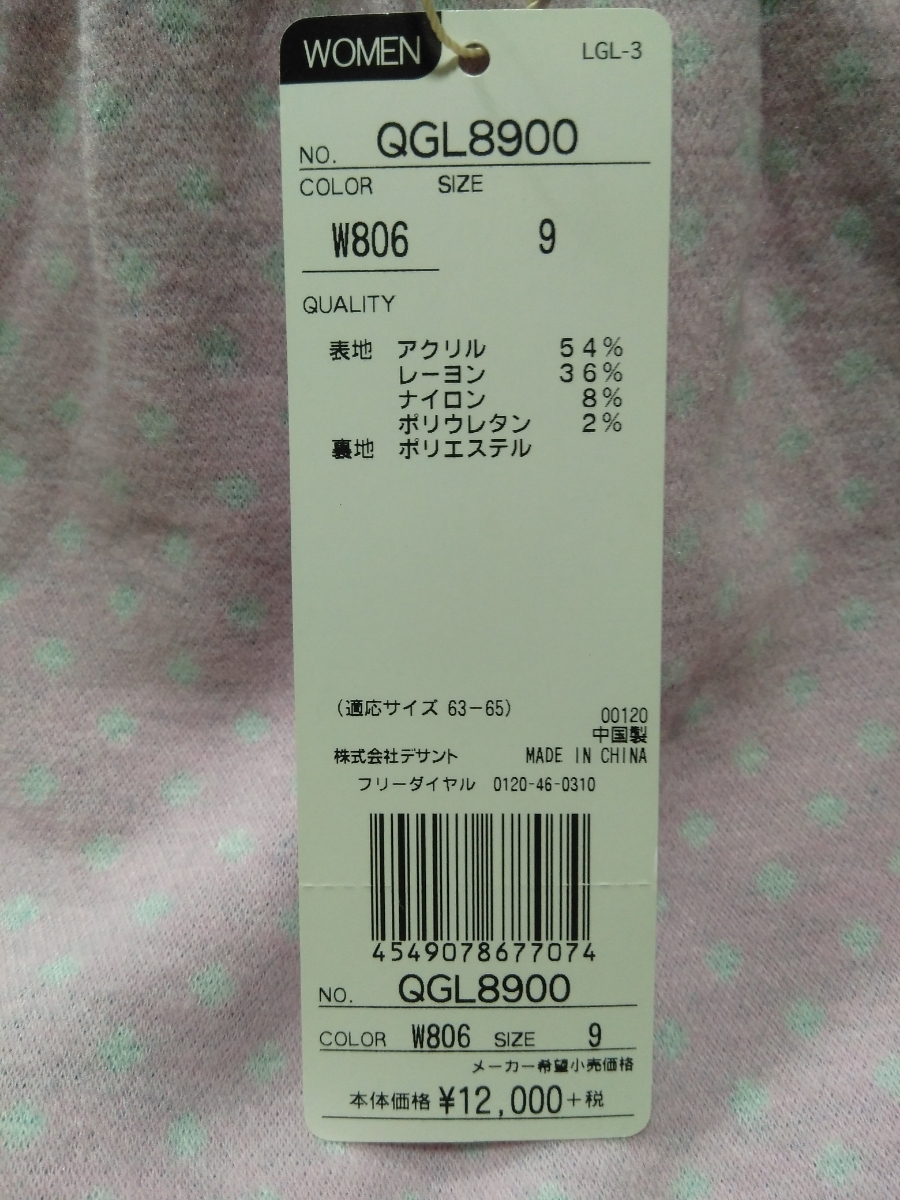 WOMEN
LGL-3
NO. QGL8900
COLOR SIZE
W806 9
QUALITY
表地 アクリル 54%
レーヨン 36%
ナイロン 8%
ポリウレタン 2%
裏地 ポリエステル
(適応サイズ 63-65)
00120
中国製
株式会社デサント MADE IN CHINA
フリーダイヤル 0120-46-0310
4549078677074
NO. QGL8900
COLOR W806 SIZE 9
メーカー希望小売価格
本体価格 ¥12,000+税